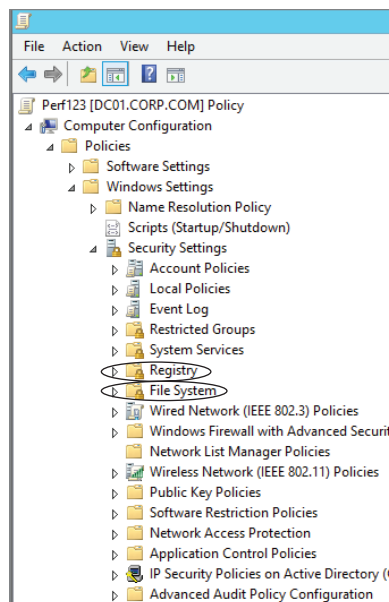 File Action View Help
Perf123 [DC01.CORP.COM] Policy
Computer Configuration
Policies
Software Settings
Windows Settings
Name Resolution Policy
Scripts (Startup/Shutdown)
Security Settings
Account Policies
Local Policies
Event Log
Restricted Groups
System Services
Registry
File System
Wired Network (IEEE 802.3) Policies
Windows Firewall with Advanced Securit
Network List Manager Policies
Wireless Network (IEEE 802.11) Policies
Public Key Policies
Software Restriction Policies
Network Access Protection
Application Control Policies
IP Security Policies on Active Directory (
Advanced Audit Policy Configuration